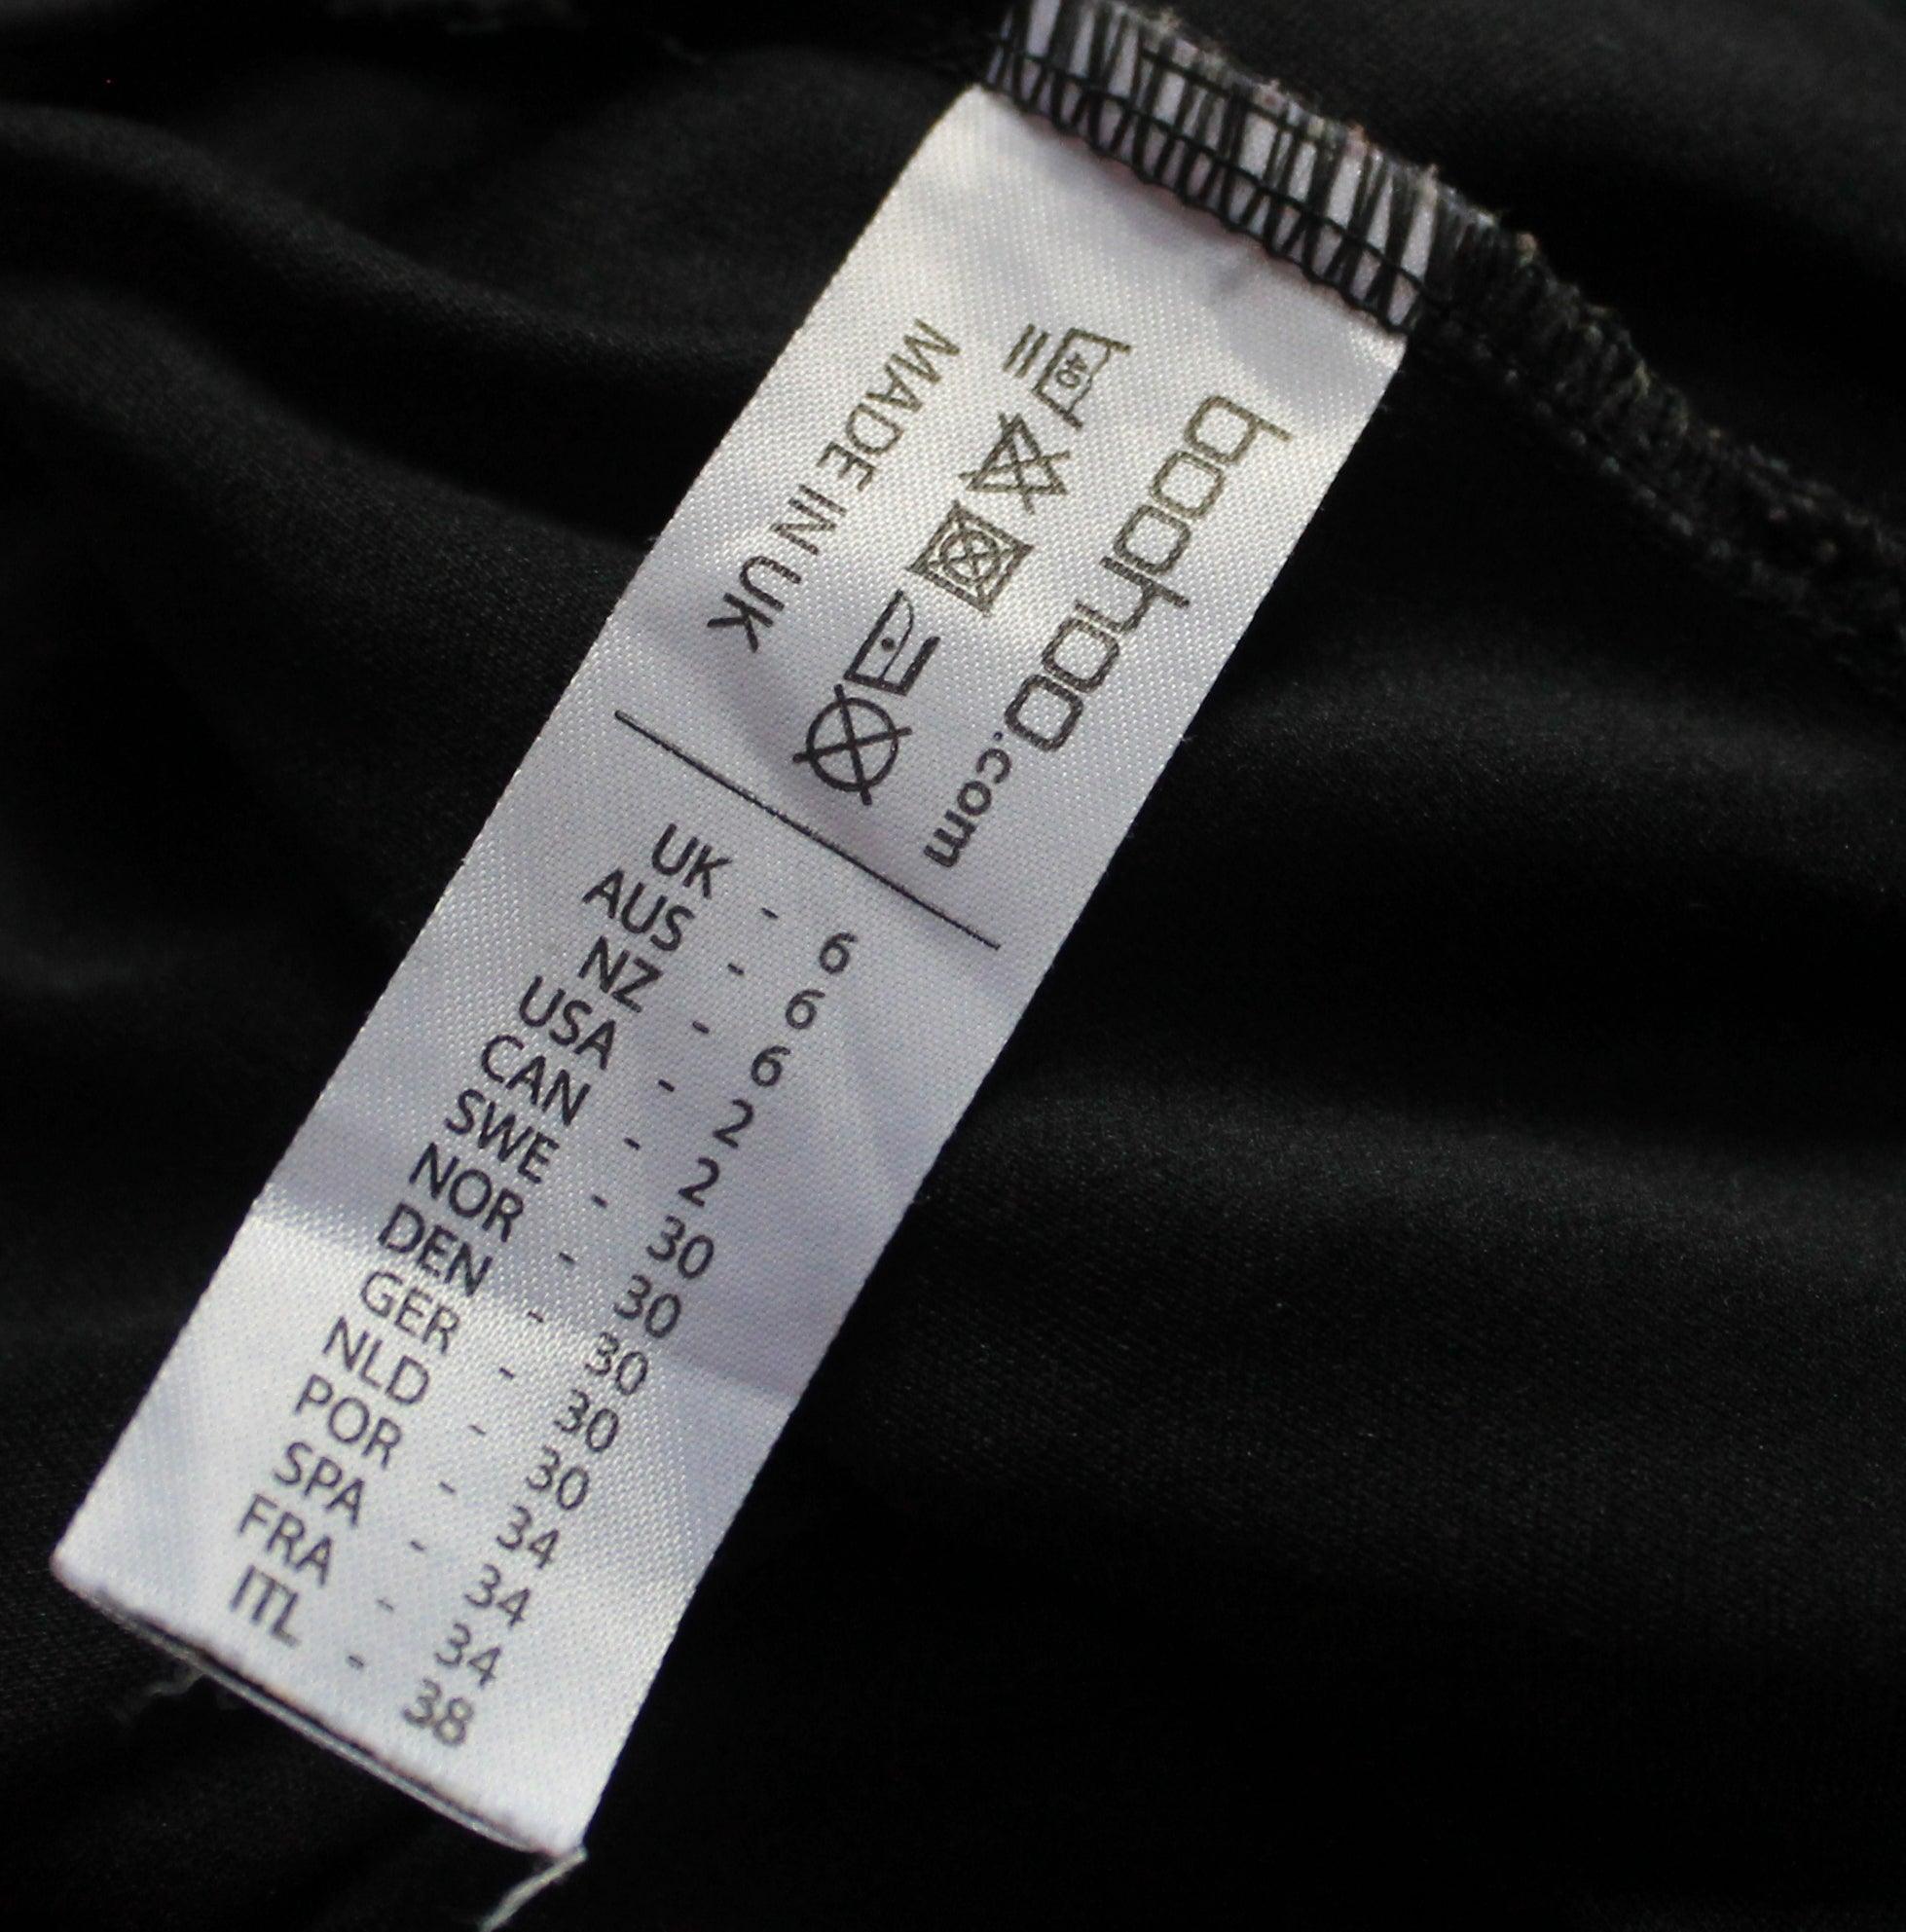 boohoo.com
40
MADE IN UK
UK - 6
AUS - 6
NZ - 6
USA - 2
CAN - 2
SWE - 30
NOR - 30
DEN - 30
GER - 30
NLD - 30
POR - 34
SPA - 34
FRA - 34
ITL - 38